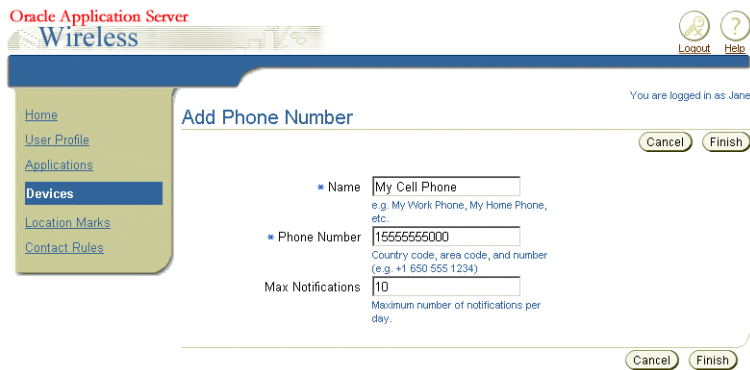 Oracle Application Server
Wireless
Logout
Help
You are logged in as Jane
Home
User Profile
Applications
Devices
Location Marks
Contact Rules
Add Phone Number
Cancel
Finish
* Name
My Cell Phone
e.g. My Work Phone, My Home Phone,
etc.
* Phone Number
15555555000
Country code, area code, and number
(e.g. +1 650 555 1234)
Max Notifications
10
Maximum number of notifications per
day.
Cancel
Finish